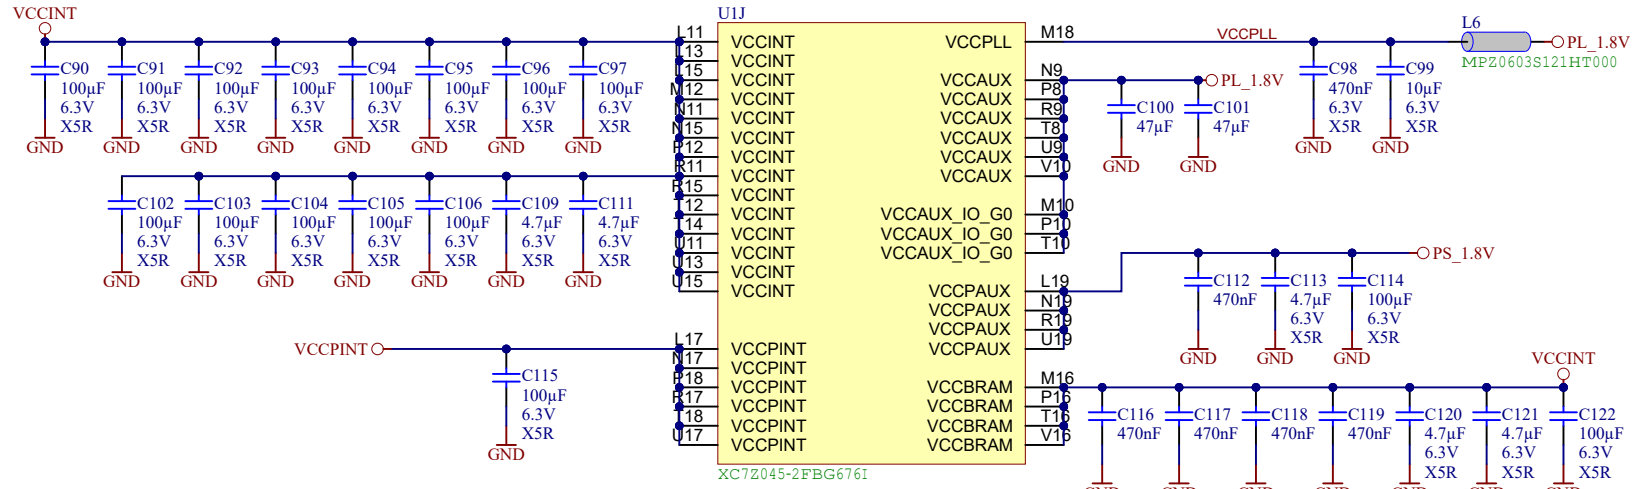 VCCINT
C90
100µF
6.3V
X5R
GND
C91
100µF
6.3V
X5R
GND
C92
100µF
6.3V
X5R
GND
C93
100µF
6.3V
X5R
GND
C94
100µF
6.3V
X5R
GND
C95
100µF
6.3V
X5R
GND
C96
100µF
6.3V
X5R
GND
C97
100µF
6.3V
X5R
GND
C102
100µF
6.3V
X5R
GND
C103
100µF
6.3V
X5R
GND
C104
100µF
6.3V
X5R
GND
C105
100µF
6.3V
X5R
GND
C106
100µF
6.3V
X5R
GND
C109
4.7µF
6.3V
X5R
GND
C111
4.7µF
6.3V
X5R
GND
VCCPINT
C115
100µF
6.3V
X5R
GND
U1J
L11 VCCINT
L13 VCCINT
L15 VCCINT
M12 VCCINT
N11 VCCINT
N15 VCCINT
P12 VCCINT
R11 VCCINT
R15 VCCINT
T12 VCCINT
T14 VCCINT
U11 VCCINT
U13 VCCINT
U15 VCCINT
L17 VCCPINT
N17 VCCPINT
P18 VCCPINT
R17 VCCPINT
T18 VCCPINT
U17 VCCPINT
VCCPLL M18
VCCAUX N9
VCCAUX P8
VCCAUX R9
VCCAUX T8
VCCAUX U9
VCCAUX V10
VCCAUX_IO_G0 M10
VCCAUX_IO_G0 P10
VCCAUX_IO_G0 T10
VCCPAUX L19
VCCPAUX N19
VCCPAUX R19
VCCPAUX U19
VCCBRAM M16
VCCBRAM P16
VCCBRAM T16
VCCBRAM V16
XC7Z045-2FBG676I
VCCPLL
L6
MPZ0603S121HT000
PL_1.8V
C98
470nF
6.3V
X5R
GND
C99
10µF
6.3V
X5R
GND
PL_1.8V
C100
47µF
GND
C101
47µF
GND
PS_1.8V
C112
470nF
GND
C113
4.7µF
6.3V
X5R
GND
C114
100µF
6.3V
X5R
GND
VCCINT
C116
470nF
GND
C117
470nF
GND
C118
470nF
GND
C119
470nF
GND
C120
4.7µF
6.3V
X5R
GND
C121
4.7µF
6.3V
X5R
GND
C122
100µF
6.3V
X5R
GND